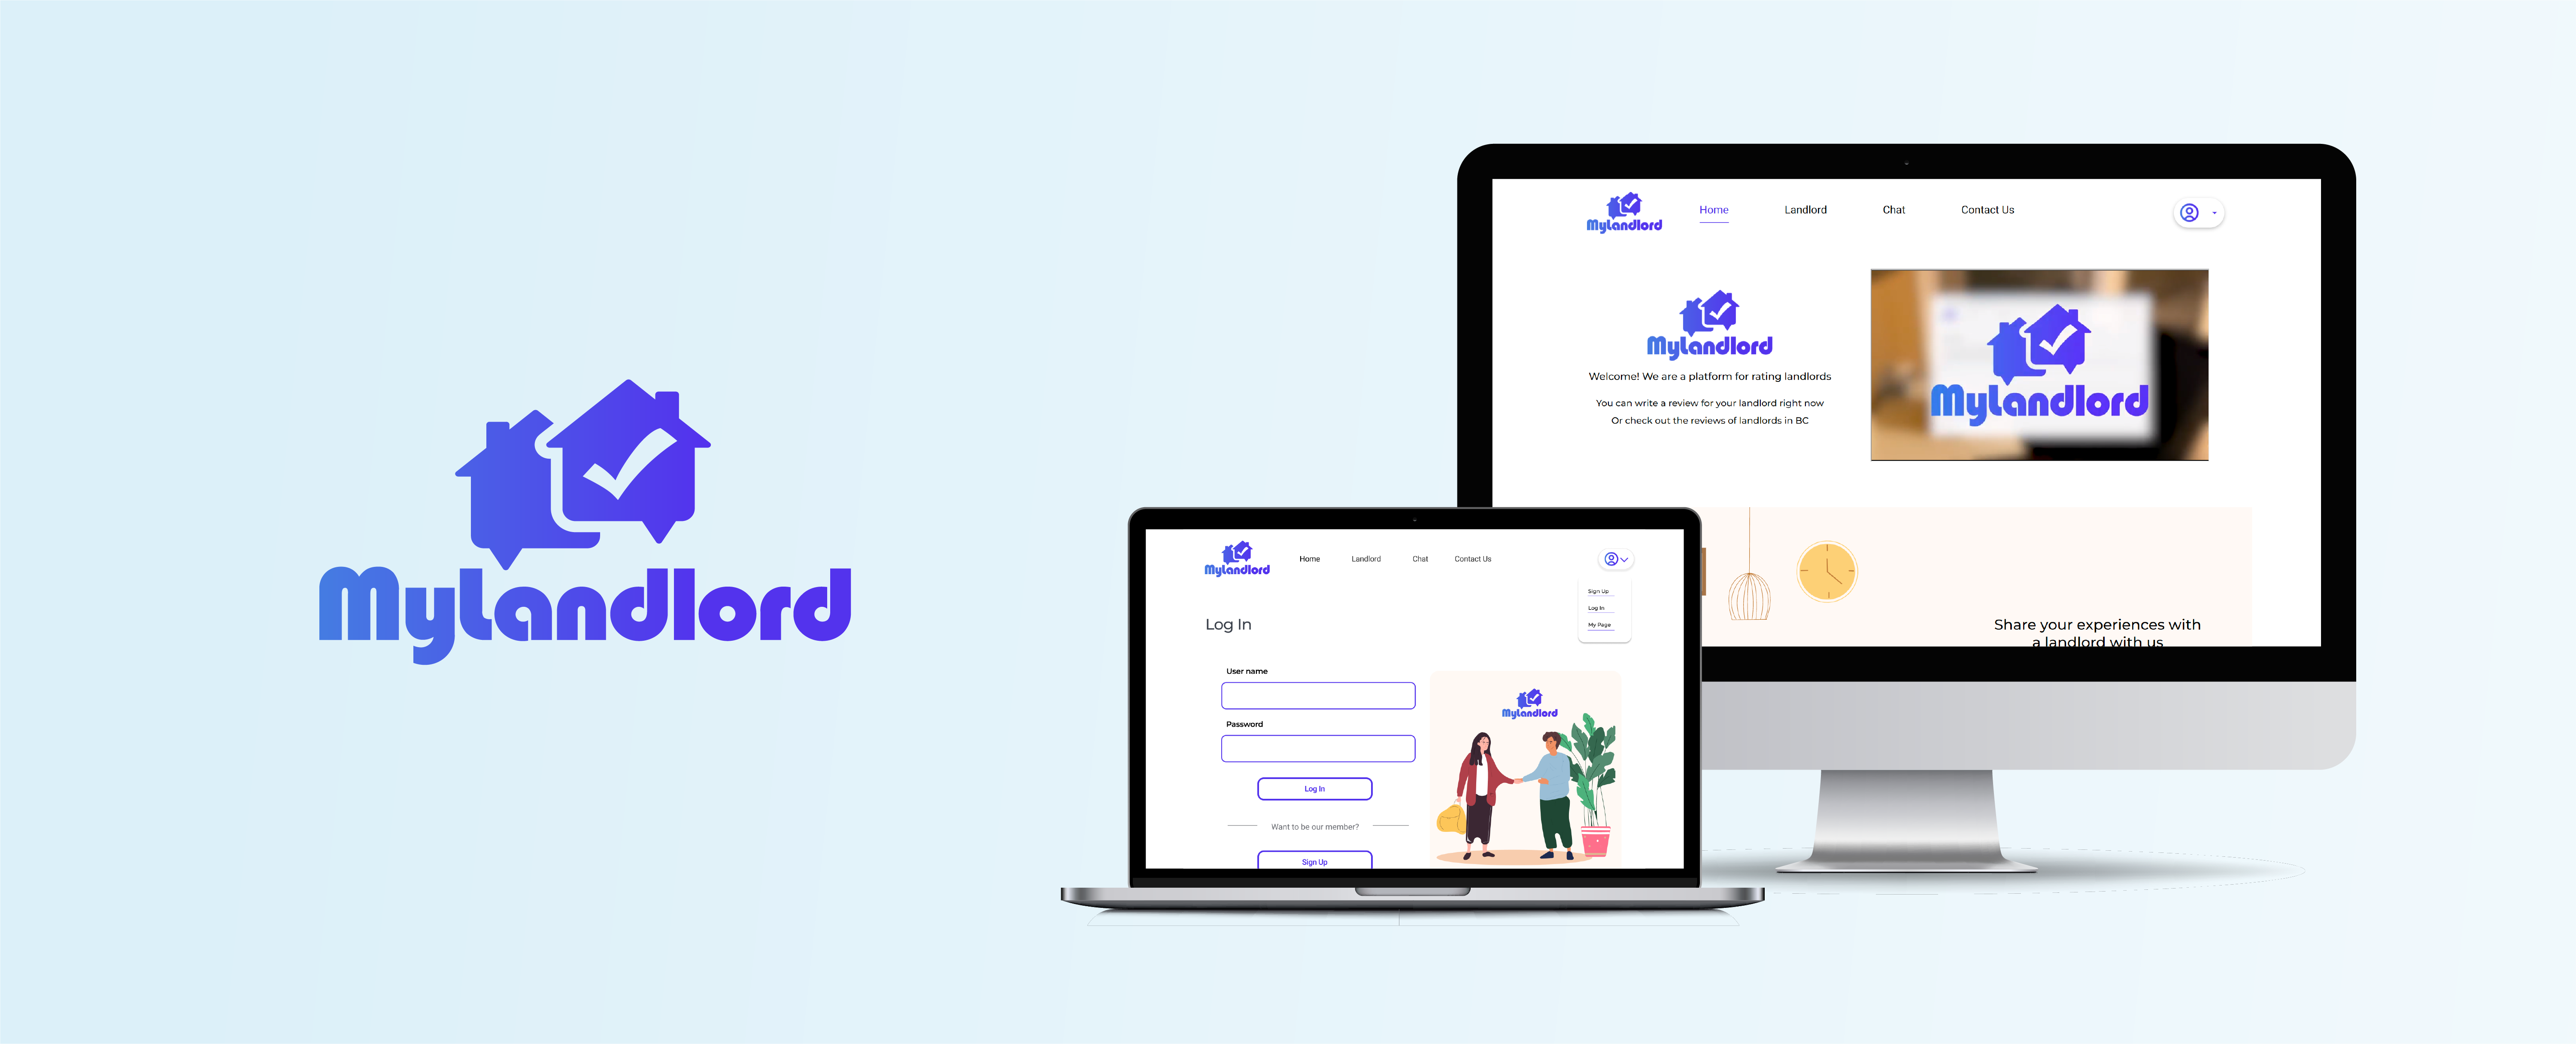 MyLandlord
MyLandlord
Home Landlord Chat Contact Us
MyLandlord
Welcome! We are a platform for rating landlords
You can write a review for your landlord right now
Or check out the reviews of landlords in BC
MyLandlord
Share your experiences with
a landlord with us
MyLandlord
Home Landlord Chat Contact Us
Sign Up
Log In
My Page
Log In
User name
Password
Log In
Want to be our member?
Sign Up
MyLandlord